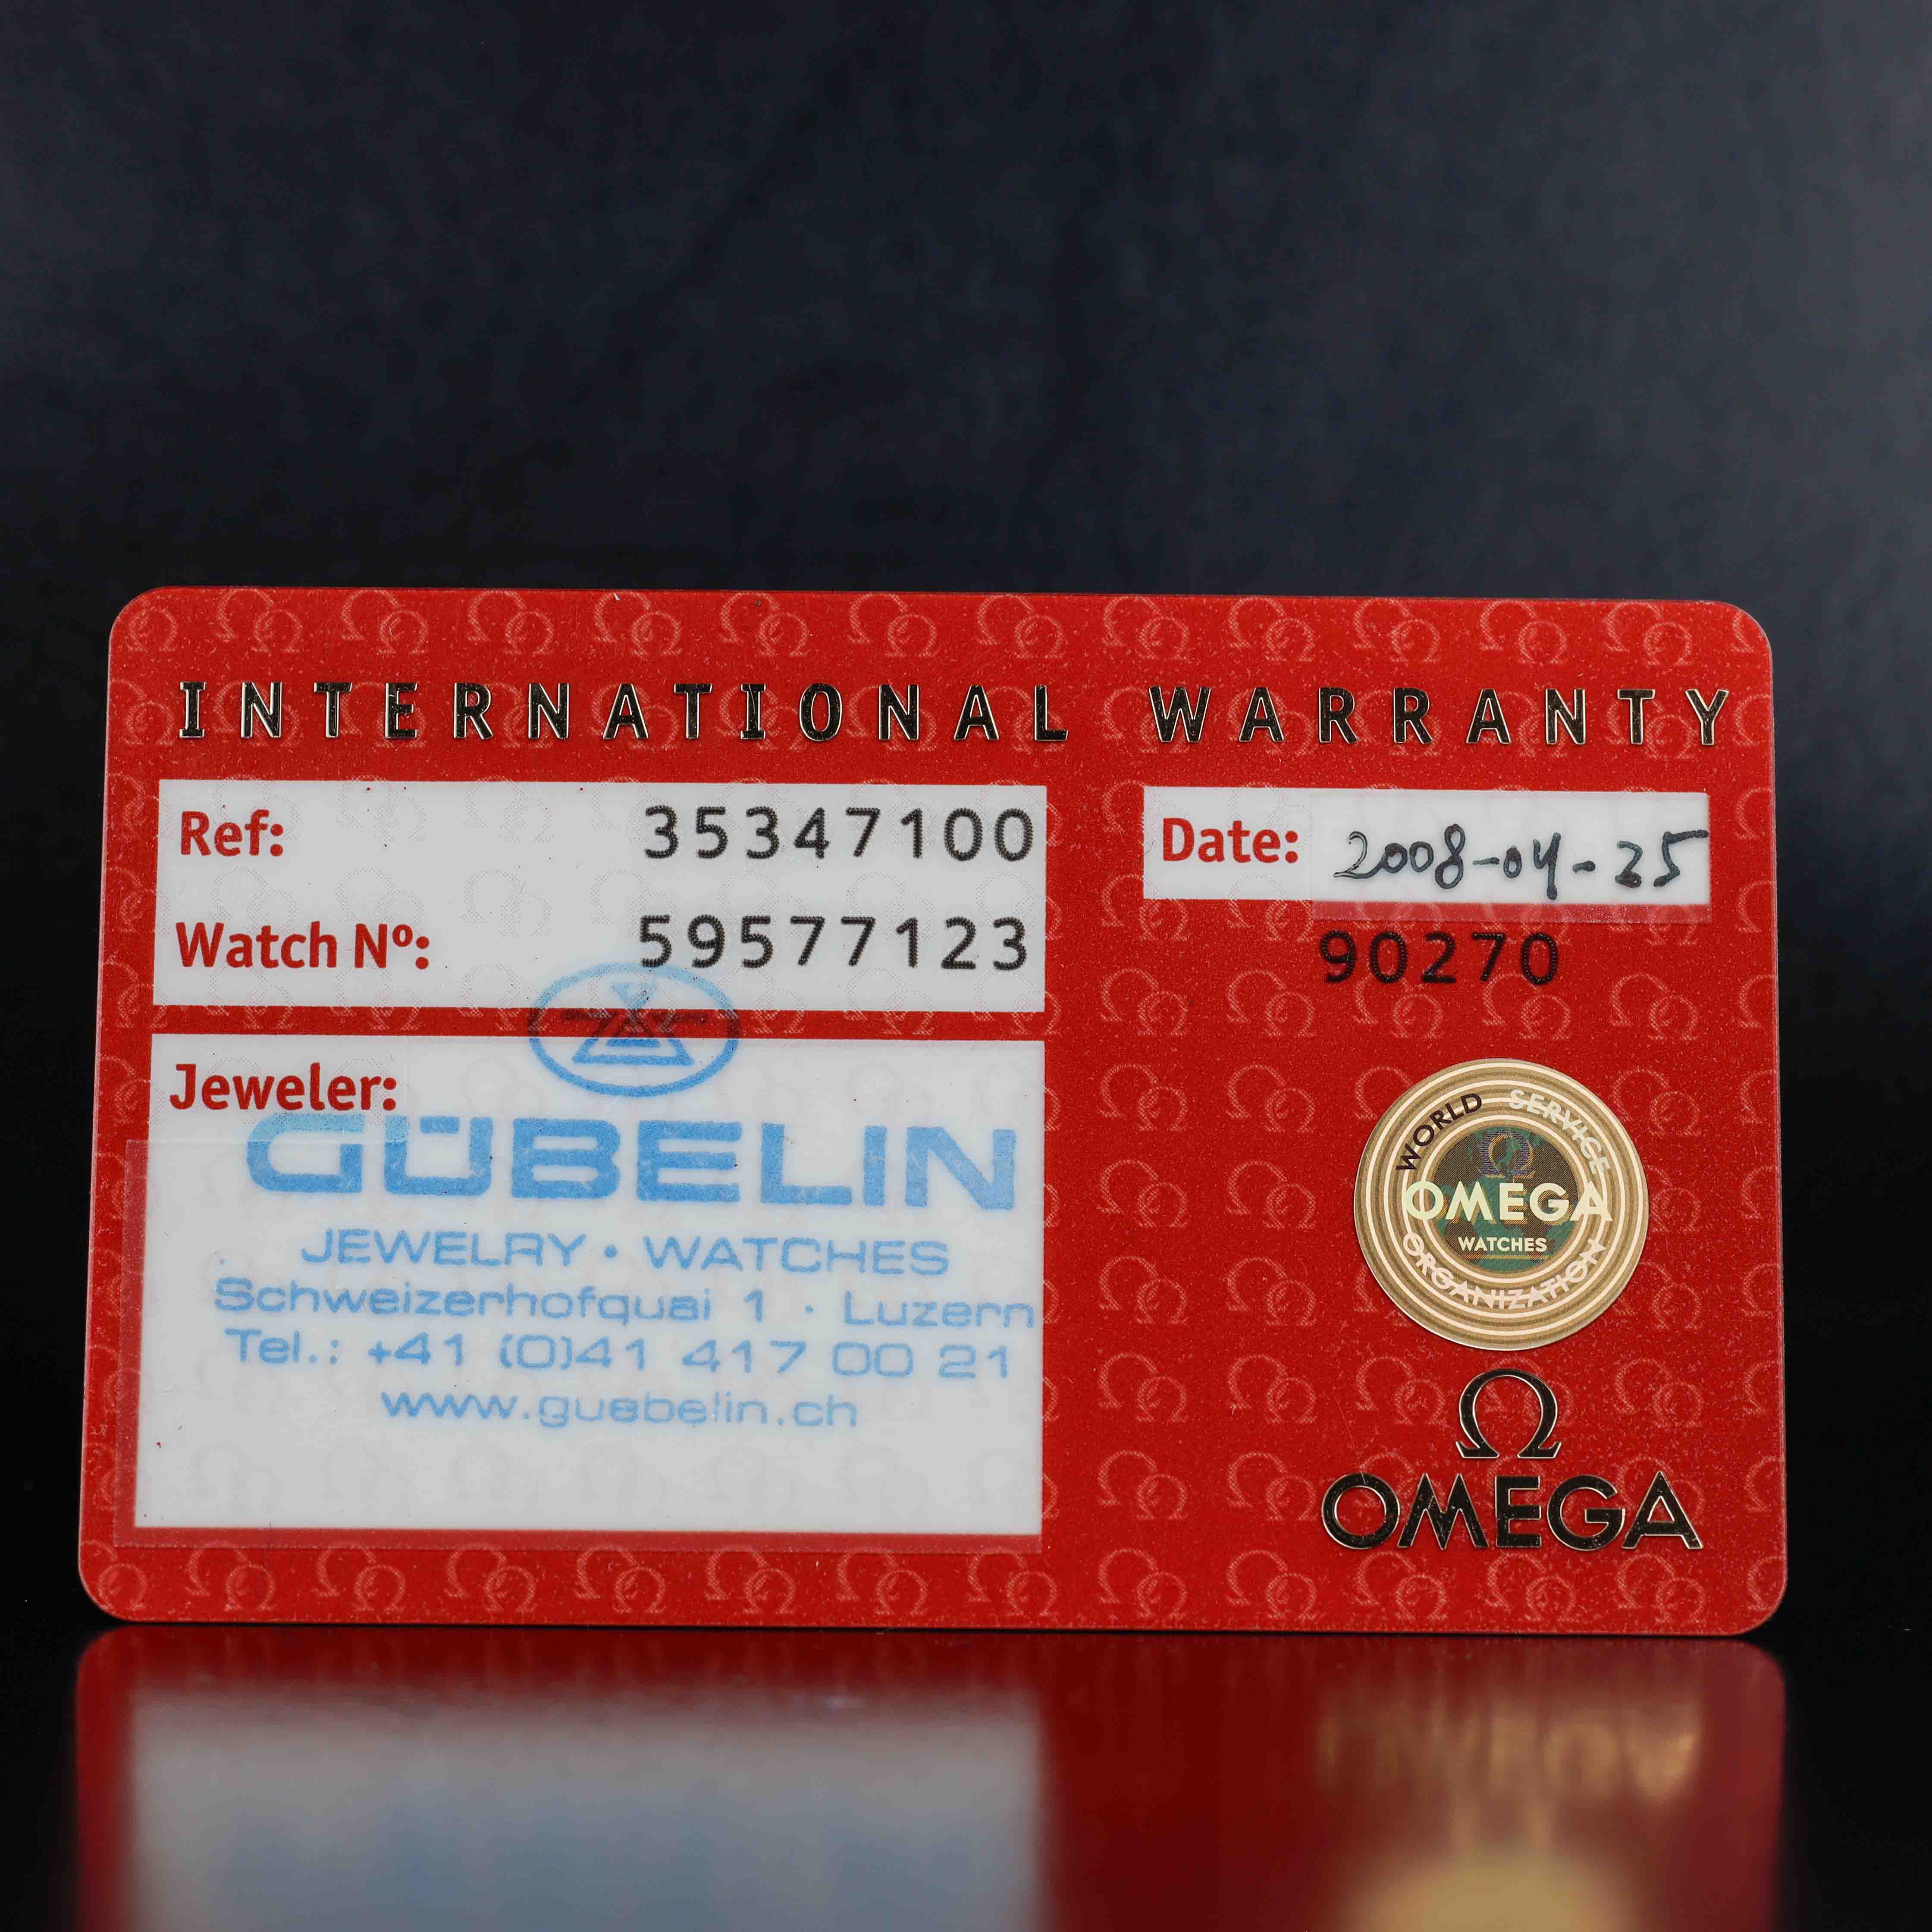 INTERNATIONAL WARRANTY
Ref: 35347100
Watch Nº: 59577123
Date: 2008-04-25
90270
Jeweler:
GÜBELIN
JEWELRY · WATCHES
Schweizerhofquai 1 · Luzern
Tel.: +41 (0)41 417 00 21
www.guebelin.ch
WORLD SERVICE ORGANIZATION
Ω
OMEGA
WATCHES
Ω
OMEGA